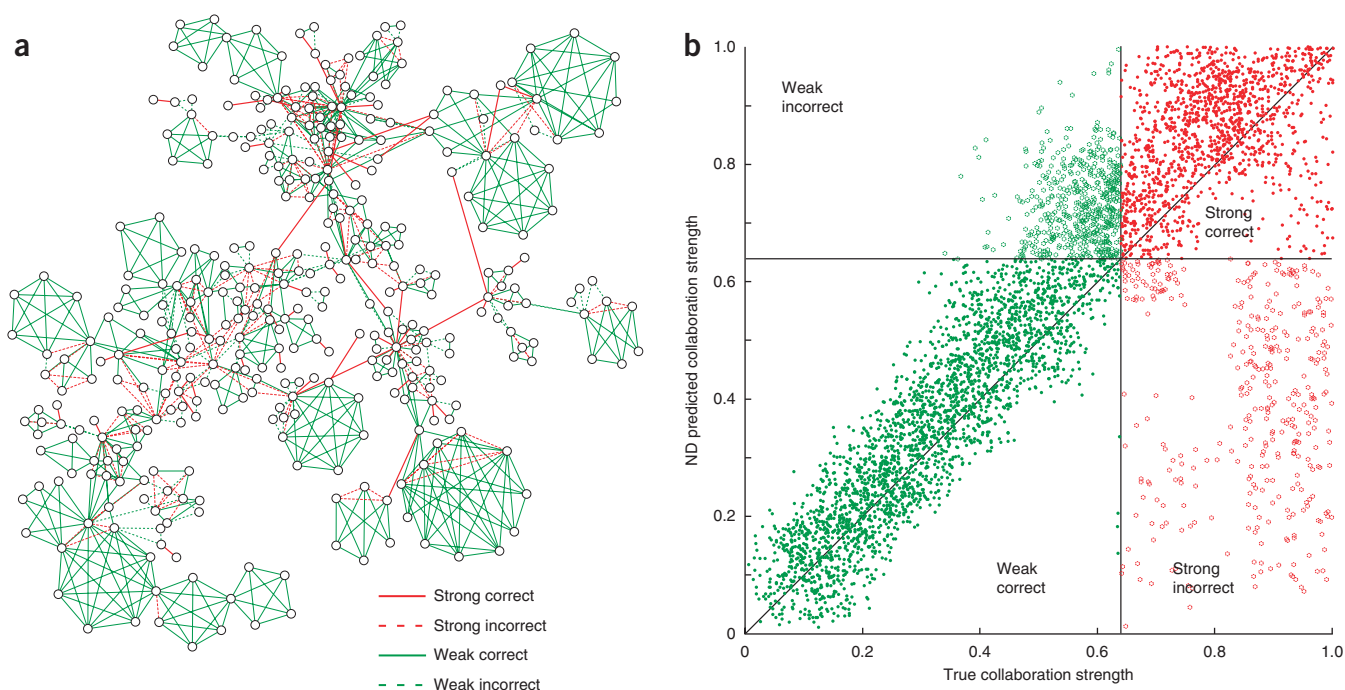 a
Strong correct
Strong incorrect
Weak correct
Weak incorrect
b
ND predicted collaboration strength
1.0
0.8
0.6
0.4
0.2
0
Weak
incorrect
Strong
correct
Weak
correct
Strong
incorrect
0
0.2
0.4
0.6
0.8
1.0
True collaboration strength